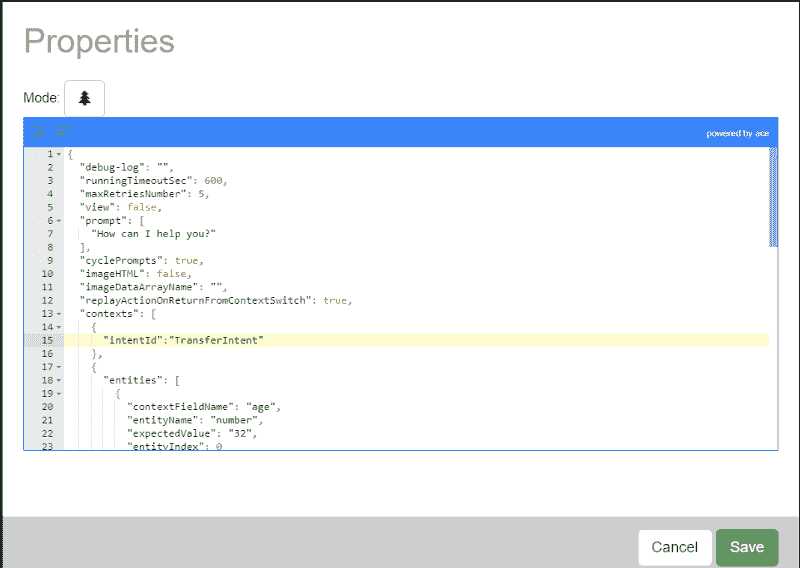 Properties
Mode:
powered by ace
1 {
2 "debug-log": "",
3 "runningTimeoutSec": 600,
4 "maxRetriesNumber": 5,
5 "view": false,
6 "prompt": [
7 "How can I help you?"
8 ],
9 "cyclePrompts": true,
10 "imageHTML": false,
11 "imageDataArrayName": "",
12 "replayActionOnReturnFromContextSwitch": true,
13 "contexts": [
14 {
15 "intentId":"TransferIntent"
16 },
17 {
18 "entities": [
19 {
20 "contextFieldName": "age",
21 "entityName": "number",
22 "expectedValue": "32",
23 "entityIndex": 0
Cancel Save